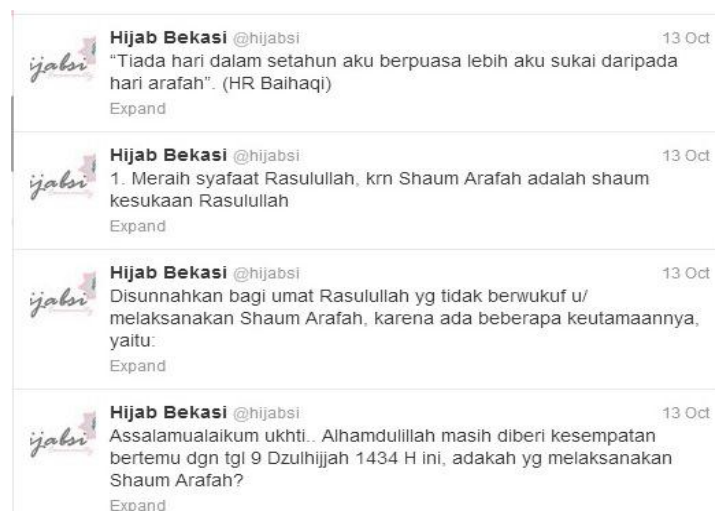 Hijab Bekasi @hijabsi 13 Oct
ijabsi
“Tiada hari dalam setahun aku berpuasa lebih aku sukai daripada
hari arafah”. (HR Baihaqi)
Expand
Hijab Bekasi @hijabsi 13 Oct
ijabsi
1. Meraih syafaat Rasulullah, krn Shaum Arafah adalah shaum
kesukaan Rasulullah
Expand
Hijab Bekasi @hijabsi 13 Oct
ijabsi
Disunnahkan bagi umat Rasulullah yg tidak berwukuf u/
melaksanakan Shaum Arafah, karena ada beberapa keutamaannya,
yaitu:
Expand
Hijab Bekasi @hijabsi 13 Oct
ijabsi
Assalamualaikum ukhti.. Alhamdulillah masih diberi kesempatan
bertemu dgn tgl 9 Dzulhijjah 1434 H ini, adakah yg melaksanakan
Shaum Arafah?
Expand